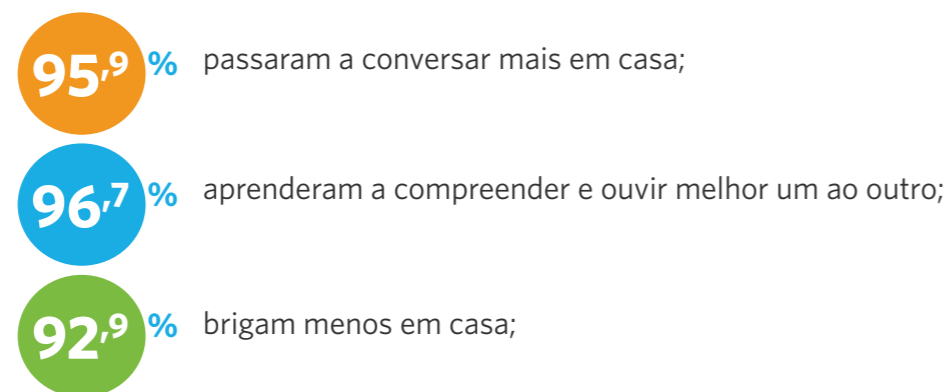 95,9 % passaram a conversar mais em casa;
96,7 % aprenderam a compreender e ouvir melhor um ao outro;
92,9 % brigam menos em casa;